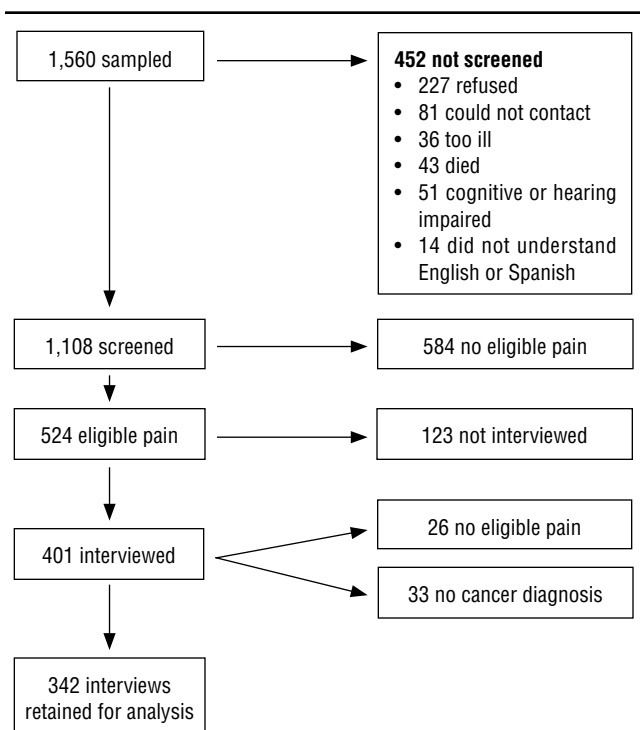 1,560 sampled
452 not screened
• 227 refused
• 81 could not contact
• 36 too ill
• 43 died
• 51 cognitive or hearing
impaired
• 14 did not understand
English or Spanish
1,108 screened
584 no eligible pain
524 eligible pain
123 not interviewed
401 interviewed
26 no eligible pain
33 no cancer diagnosis
342 interviews
retained for analysis